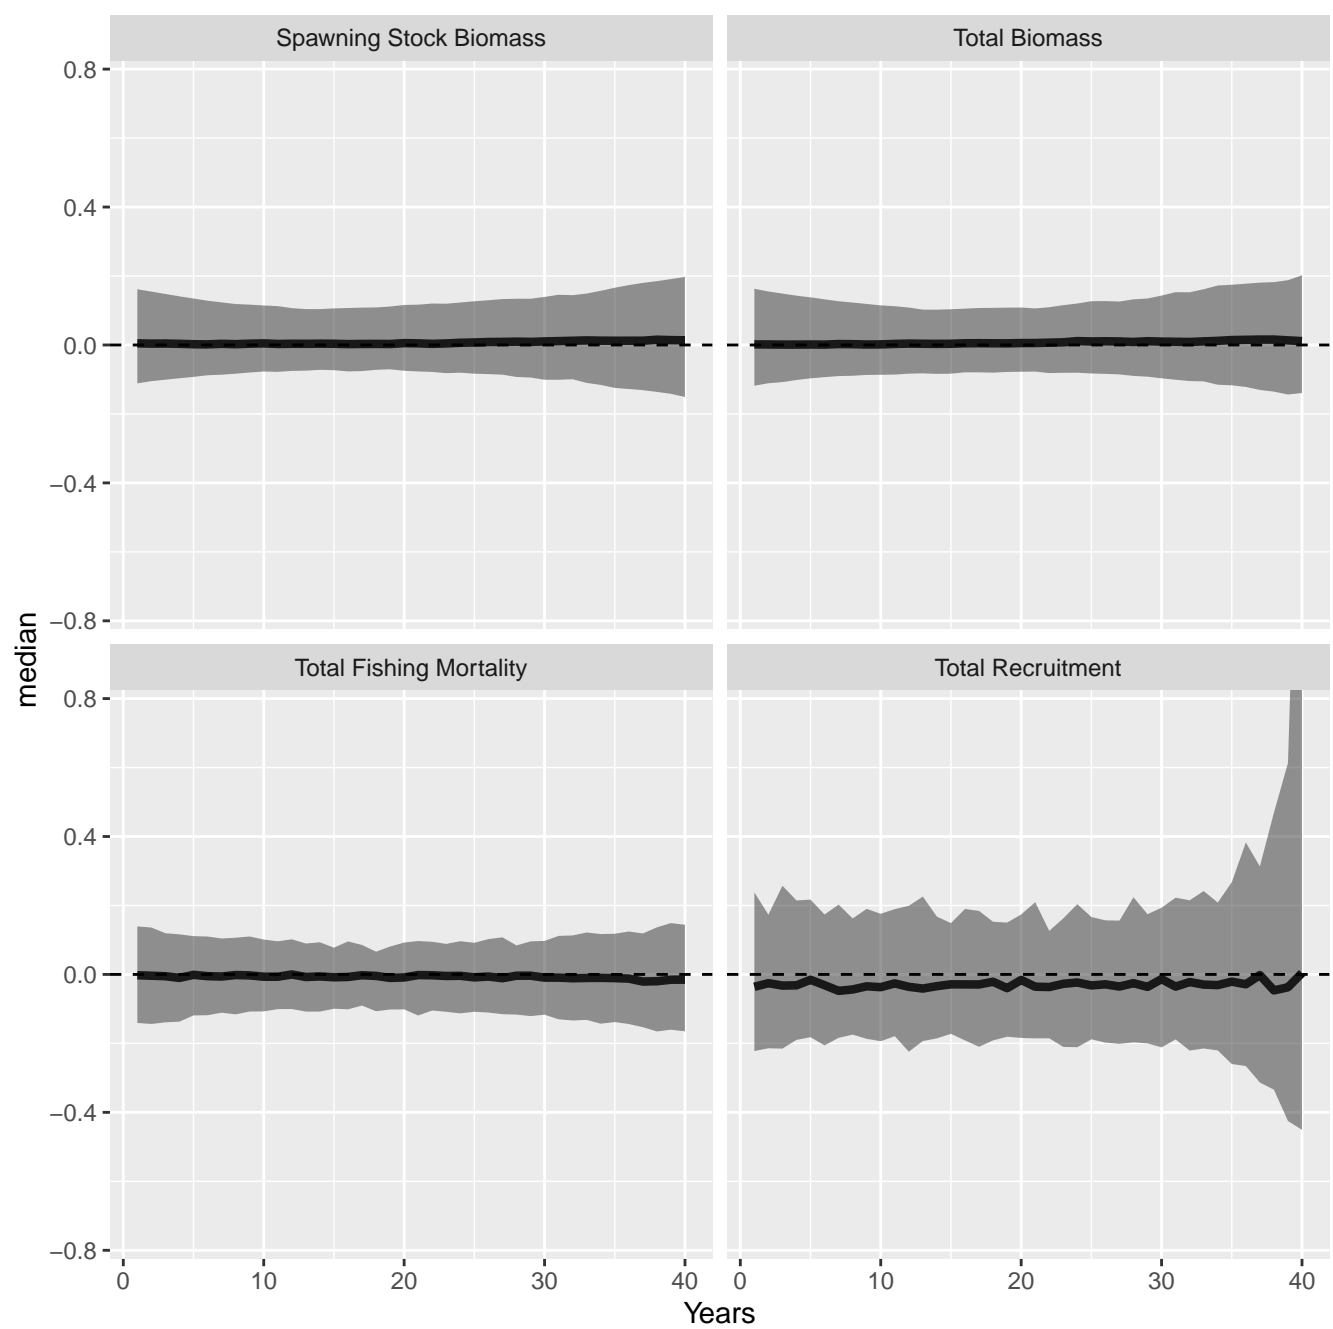 Spawning Stock Biomass
Total Biomass
0.8
0.4
0.0
−0.4
−0.8
median
Total Fishing Mortality
Total Recruitment
0.8
0.4
0.0
−0.4
−0.8
0 10 20 30 40
0 10 20 30 40
Years